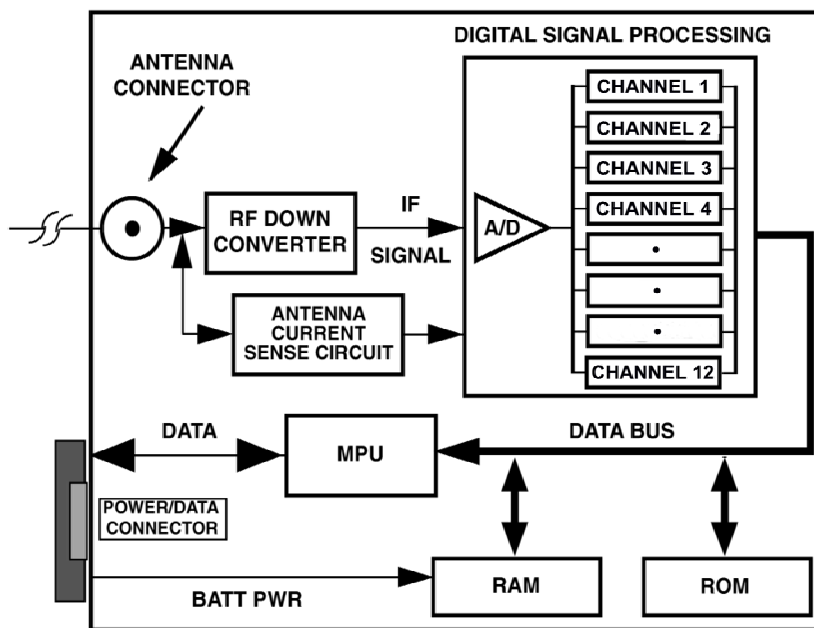 DIGITAL SIGNAL PROCESSING
ANTENNA
CONNECTOR
CHANNEL 1
CHANNEL 2
CHANNEL 3
CHANNEL 4
CHANNEL 12
A/D
RF DOWN
CONVERTER
IF
SIGNAL
ANTENNA
CURRENT
SENSE CIRCUIT
DATA
MPU
DATA BUS
POWER/DATA
CONNECTOR
BATT PWR
RAM
ROM